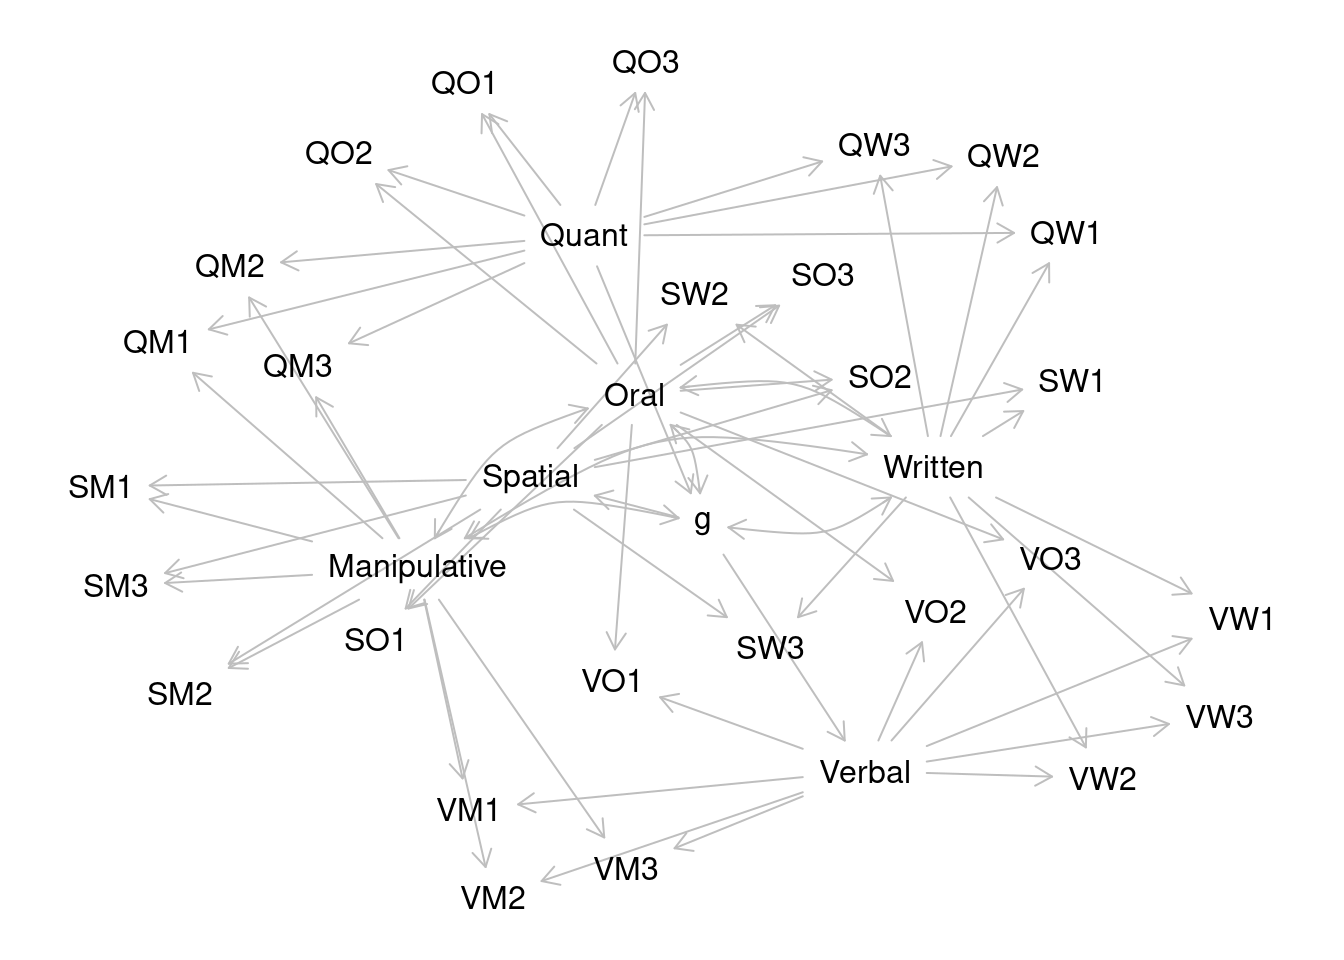 QO3
QO1
QW3
QO2
QW2
Quant
QW1
QM2
SO3
SW2
QM1
QM3
SO2
SW1
Oral
Written
Spatial
SM1
g
VO3
Manipulative
SM3
VO2
VW1
SO1
SW3
VO1
SM2
VW3
Verbal
VW2
VM1
VM3
VM2